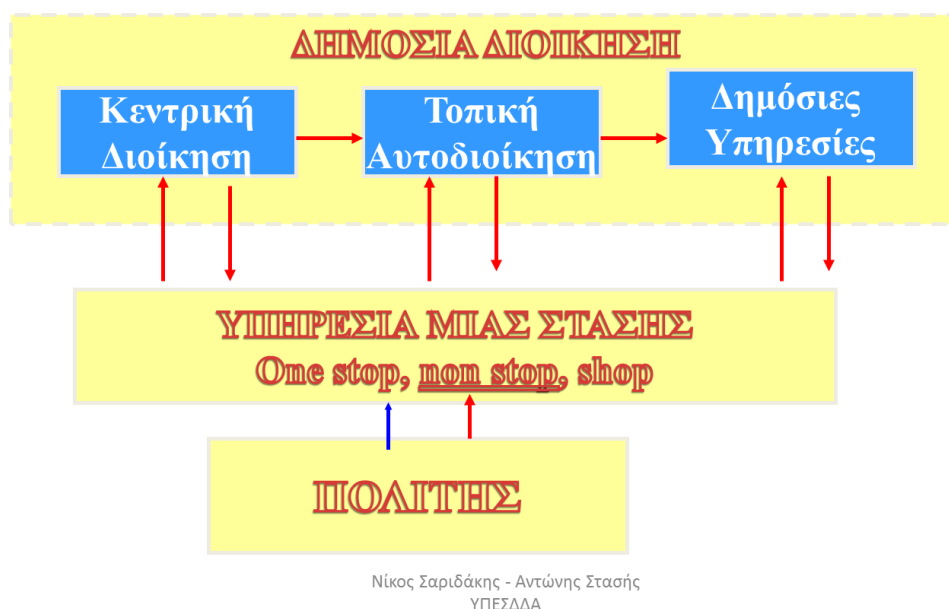 ΔΗΜΟΣΙΑ ΔΙΟΙΚΗΣΗ
Κεντρική
Διοίκηση
Τοπική
Αυτοδιοίκηση
Δημόσιες
Υπηρεσίες
ΥΠΗΡΕΣΙΑ ΜΙΑΣ ΣΤΑΣΗΣ
One stop, non stop, shop
ΠΟΛΙΤΗΣ
Νίκος Σαριδάκης - Αντώνης Στασής
ΥΠΕΣΔΔΑ